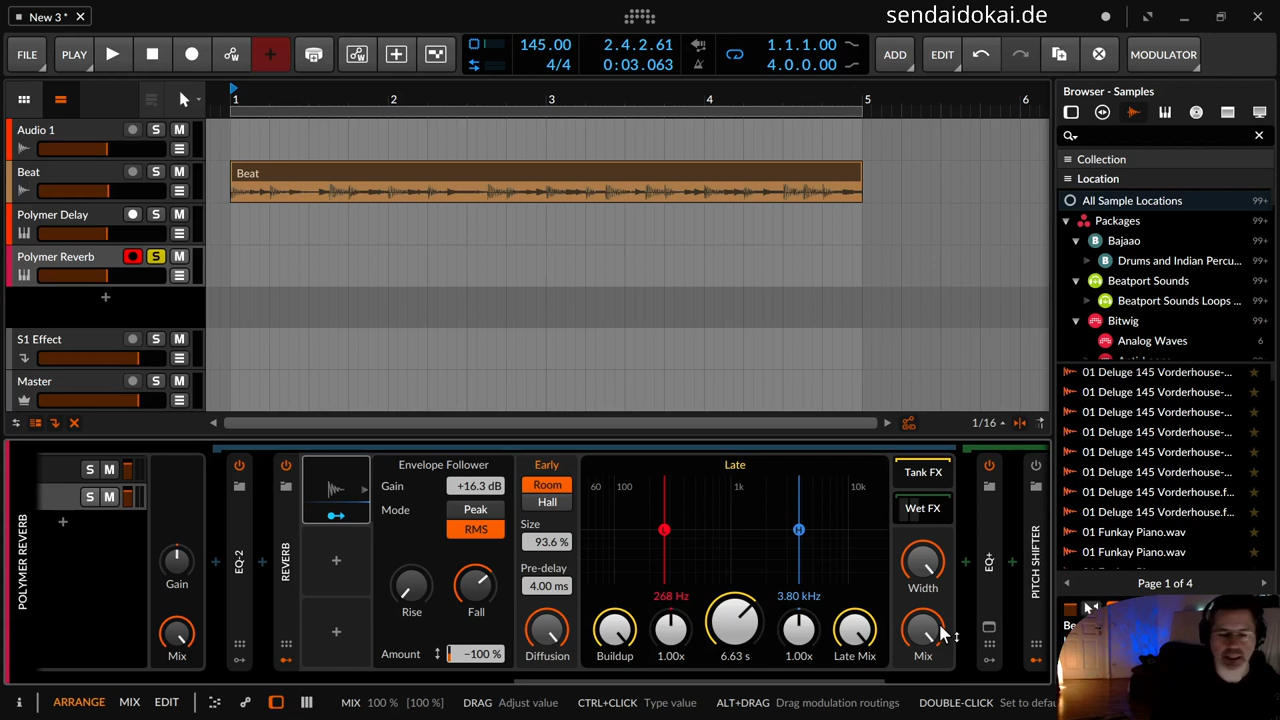 New 3 *
sendaidokai.de
FILE
PLAY
145.00
4/4
2.4.2.61
0:03.063
1.1.1.00
4.0.0.00
ADD
EDIT
MODULATOR
1
2
3
4
5
6
Audio 1
S
M
Beat
S
M
Polymer Delay
S
M
Polymer Reverb
S
M
+
S1 Effect
S
M
Master
S
M
Beat
1/16
Browser - Samples
Collection
Location
All Sample Locations 99+
Packages 99+
B Bajaao 99+
Drums and Indian Percu... 99+
Beatport Sounds 99+
Beatport Sounds Loops ... 99+
Bitwig 99+
Analog Waves 6
01 Deluge 145 Vorderhouse-...
01 Deluge 145 Vorderhouse-...
01 Deluge 145 Vorderhouse-...
01 Deluge 145 Vorderhouse-...
01 Deluge 145 Vorderhouse-...
01 Deluge 145 Vorderhouse-...
01 Deluge 145 Vorderhouse.f...
01 Deluge 145 Vorderhouse.f...
01 Funkay Piano.wav
01 Funkay Piano.wav
Page 1 of 4
POLYMER REVERB
S M
S M
Gain
Mix
EQ-2
REVERB
Envelope Follower
Gain +16.3 dB
Mode Peak
RMS
Rise
Fall
Amount −100 %
Early
Room
Hall
Size
93.6 %
Pre-delay
4.00 ms
Diffusion
Late
60 100 1k 10k
L
H
268 Hz
3.80 kHz
Buildup
1.00x
6.63 s
1.00x
Late Mix
Tank FX
Wet FX
Width
Mix
EQ+
PITCH SHIFTER
i
ARRANGE
MIX
EDIT
MIX 100 % [100 %]
DRAG Adjust value
CTRL+CLICK Type value
ALT+DRAG Drag modulation routings
DOUBLE-CLICK Set to defa